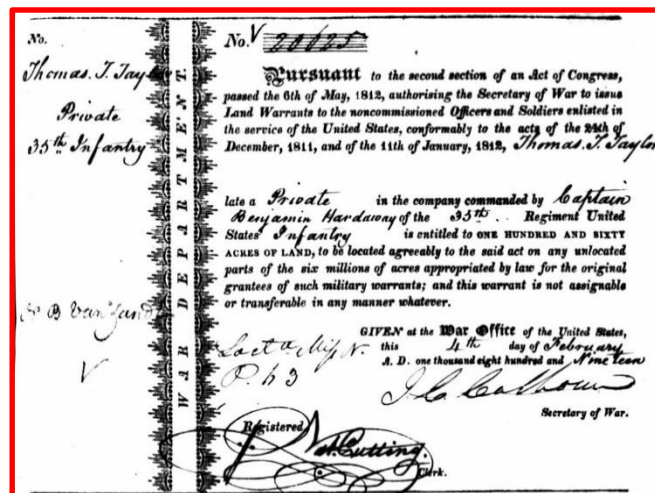 No.
Thomas. T. Taylor
Private
35th Infantry
WAR DEPARTMENT.
No. 20625
Pursuant to the second section of an Act of Congress,
passed the 6th of May, 1812, authorising the Secretary of War to issue
Land Warrants to the noncommissioned Officers and Soldiers enlisted in
the service of the United States, conformably to the acts of the 24th of
December, 1811, and of the 11th of January, 1812, Thomas. T. Taylor
late a Private in the company commanded by Captain
Benjamin Hardaway of the 35th Regiment United
States' Infantry is entitled to ONE HUNDRED AND SIXTY
ACRES OF LAND, to be located agreeably to the said act on any unlocated
parts of the six millions of acres appropriated by law for the original
grantees of such military warrants; and this warrant is not assignable
or transferable in any manner whatever.
GIVEN at the War Office of the United States,
this 4th day of February
A. D. one thousand eight hundred and Nineteen
J C Calhoun
Secretary of War.
Registered
Cutting.
Clerk.